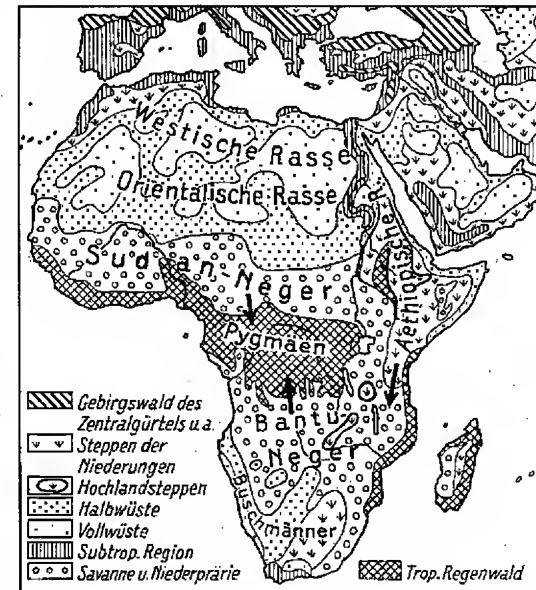 Westische Rasse
Orientalische Rasse
Sudan-Neger
Aethiopische R.
Pygmäen
Bantu-
Neger
Buschmänner
Gebirgswald des
Zentralgürtels u.a.
Steppen der
Niederungen
Hochlandsteppen
Halbwüste
Vollwüste
Subtrop. Region
Savanne u. Niederprärie
Trop. Regenwald